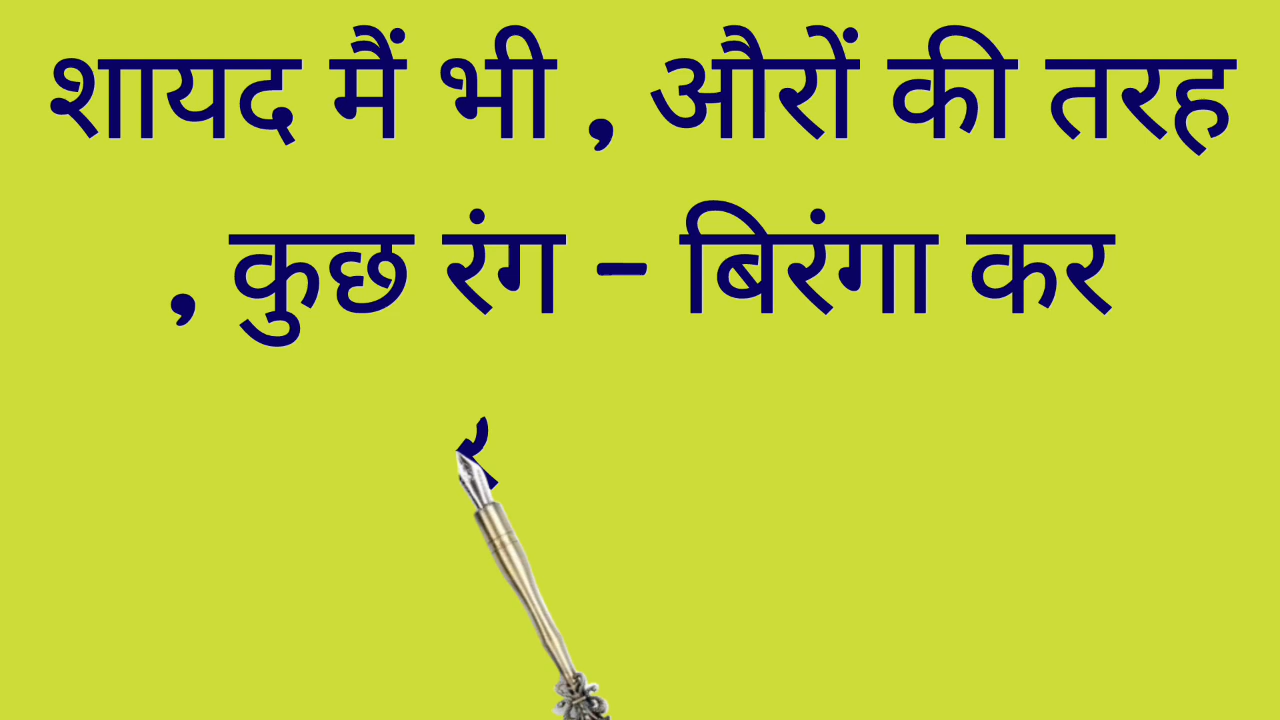 शायद मैं भी , औरों की तरह
, कुछ रंग - बिरंगा कर